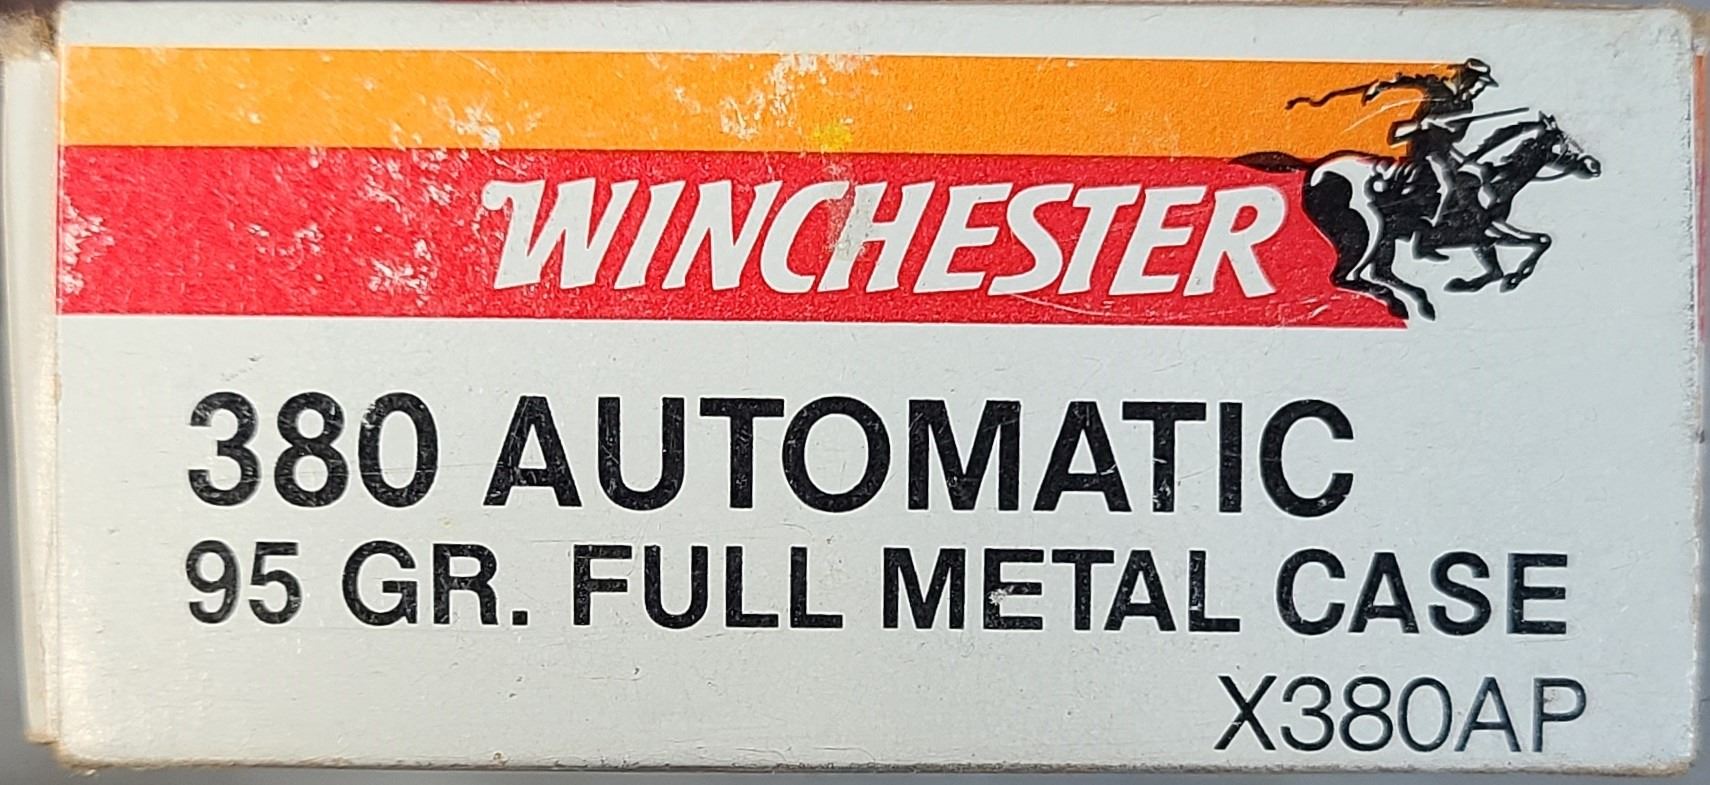 WINCHESTER
380 AUTOMATIC
95 GR. FULL METAL CASE
X380AP